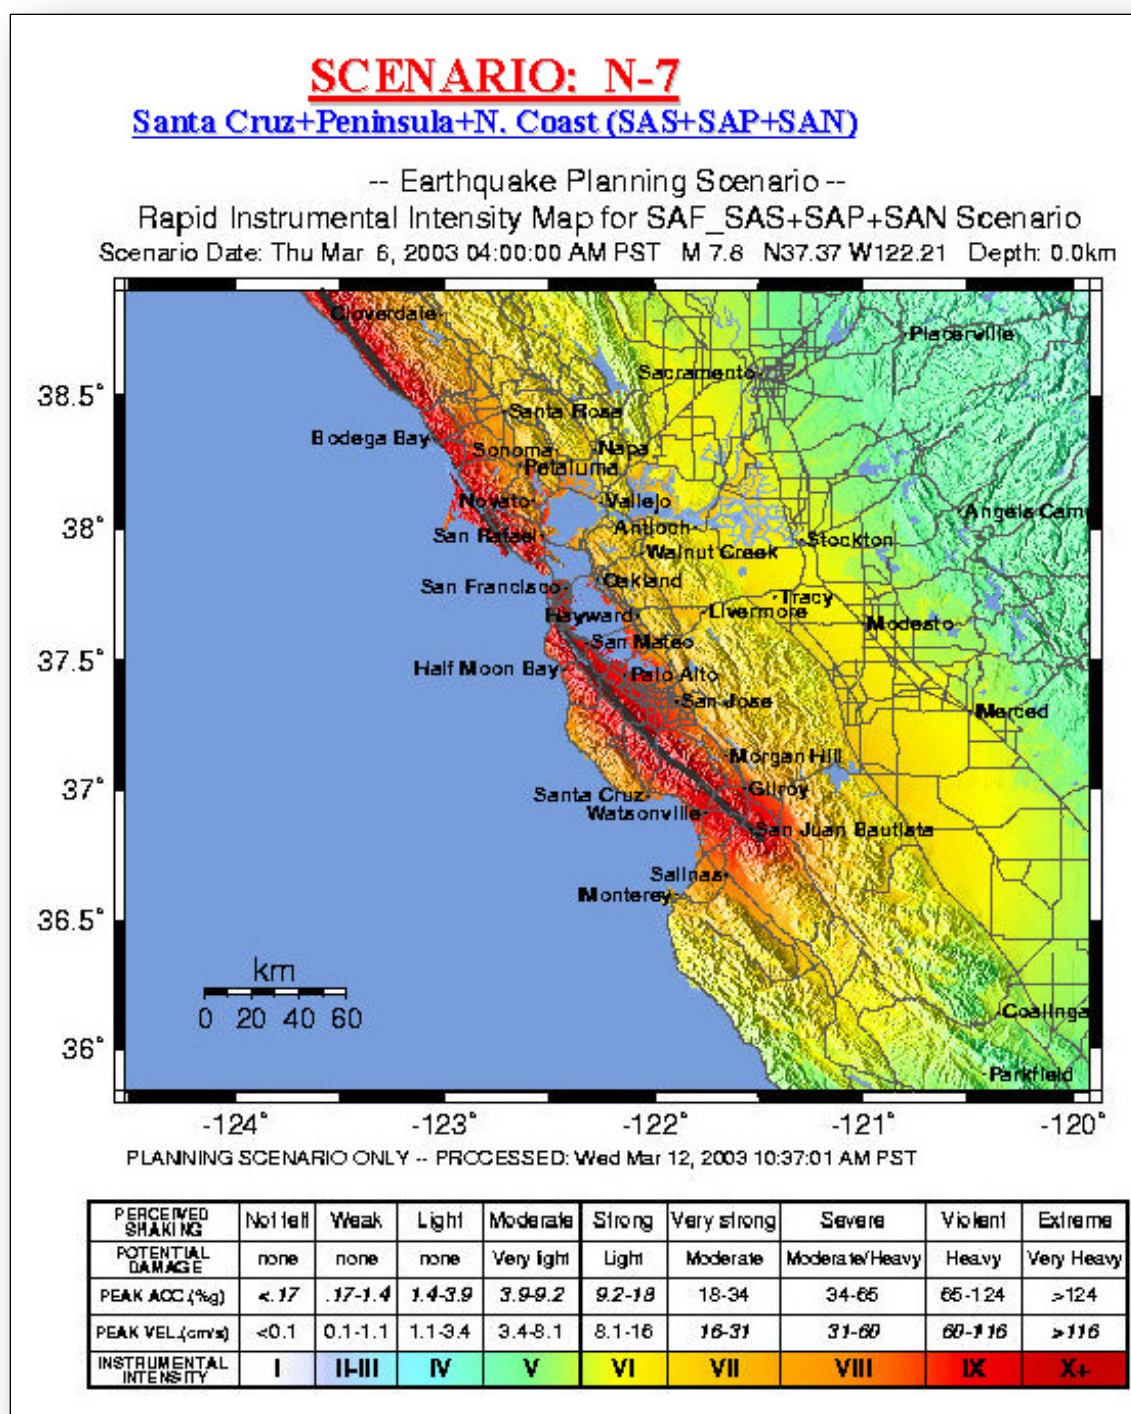 SCENARIO: N-7
Santa Cruz+Peninsula+N. Coast (SAS+SAP+SAN)
-- Earthquake Planning Scenario --
Rapid Instrumental Intensity Map for SAF_SAS+SAP+SAN Scenario
Scenario Date: Thu Mar 6, 2003 04:00:00 AM PST M 7.8 N37.37 W122.21 Depth: 0.0km
Cloverdale
Placerville
Sacramento
38.5°
Santa Rosa
Bodega Bay
Sonoma
Napa
Petaluma
Novato
Vallejo
Angels Cam
38°
Antioch
San Rafael
Stockton
Walnut Creek
San Francisco
Oakland
Tracy
Hayward
Livermore
Modesto
San Mateo
37.5°
Half Moon Bay
Palo Alto
San Jose
Merced
Morgan Hill
37°
Santa Cruz
Gilroy
Watsonville
San Juan Bautista
Salinas
Monterey
36.5°
km
0 20 40 60
Coalinga
36°
Parkfield
-124° -123° -122° -121° -120°
PLANNING SCENARIO ONLY -- PROCESSED: Wed Mar 12, 2003 10:37:01 AM PST
PERCEIVED SHAKING Not felt Weak Light Moderate Strong Very strong Severe Violent Extreme
POTENTIAL DAMAGE none none none Very light Light Moderate Moderate/Heavy Heavy Very Heavy
PEAK ACC.(%g) <.17 .17-1.4 1.4-3.9 3.9-9.2 9.2-18 18-34 34-65 65-124 >124
PEAK VEL.(cm/s) <0.1 0.1-1.1 1.1-3.4 3.4-8.1 8.1-16 16-31 31-60 60-116 >116
INSTRUMENTAL INTENSITY I II-III IV V VI VII VIII IX X+